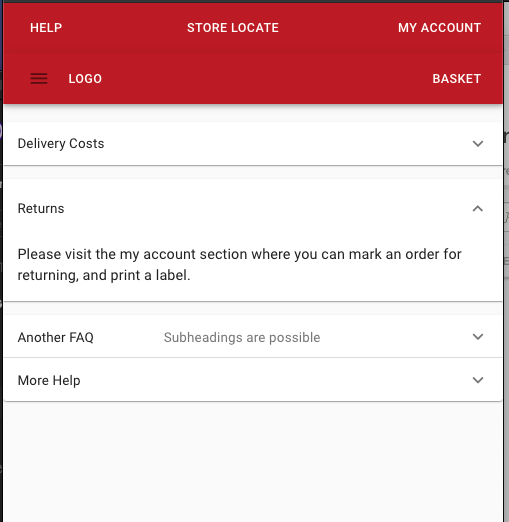 HELP STORE LOCATE MY ACCOUNT
LOGO BASKET
Delivery Costs
Returns
Please visit the my account section where you can mark an order for
returning, and print a label.
Another FAQ Subheadings are possible
More Help